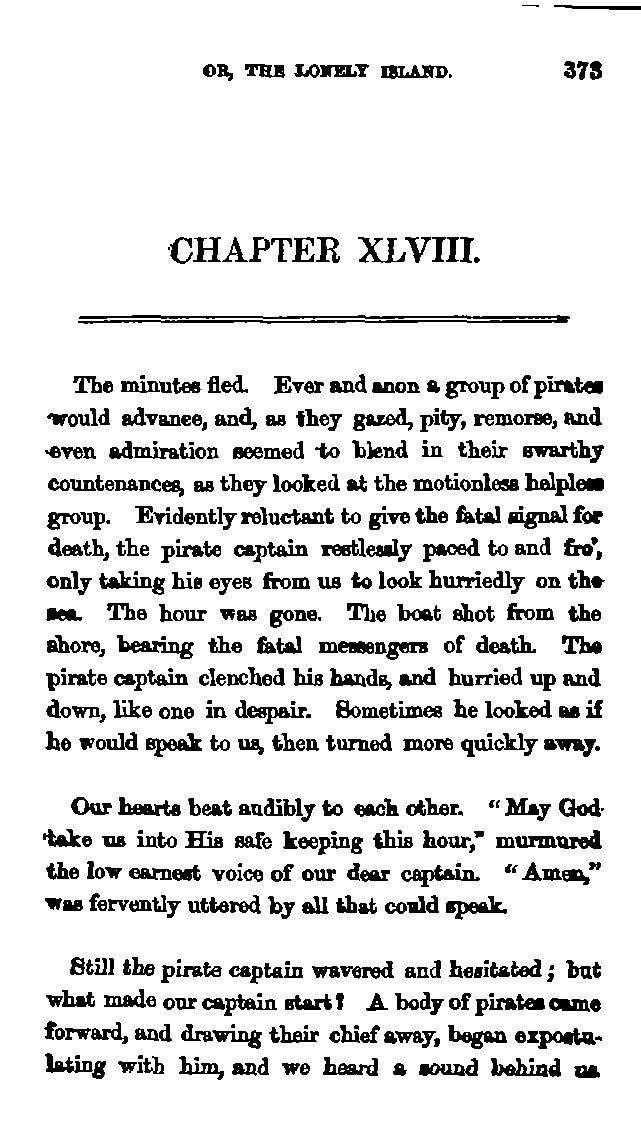 OR, THE LONELY ISLAND. 373
CHAPTER XLVIII.
The minutes fled. Ever and anon a group of pirates
would advance, and, as they gazed, pity, remorse, and
even admiration seemed to blend in their swarthy
countenances, as they looked at the motionless helpless
group. Evidently reluctant to give the fatal signal for
death, the pirate captain restlessly paced to and fro',
only taking his eyes from us to look hurriedly on the
sea. The hour was gone. The boat shot from the
shore, bearing the fatal messengers of death. The
pirate captain clenched his hands, and hurried up and
down, like one in despair. Sometimes he looked as if
he would speak to us, then turned more quickly away.
Our hearts beat audibly to each other. "May God
take us into His safe keeping this hour," murmured
the low earnest voice of our dear captain. "Amen,"
was fervently uttered by all that could speak.
Still the pirate captain wavered and hesitated; but
what made our captain start? A body of pirates came
forward, and drawing their chief away, began expostu-
lating with him, and we heard a sound behind us.